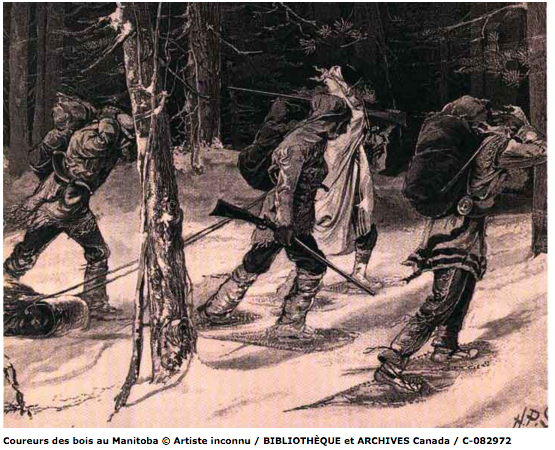 H.P.S
Coureurs des bois au Manitoba © Artiste inconnu / BIBLIOTHÈQUE et ARCHIVES Canada / C-082972